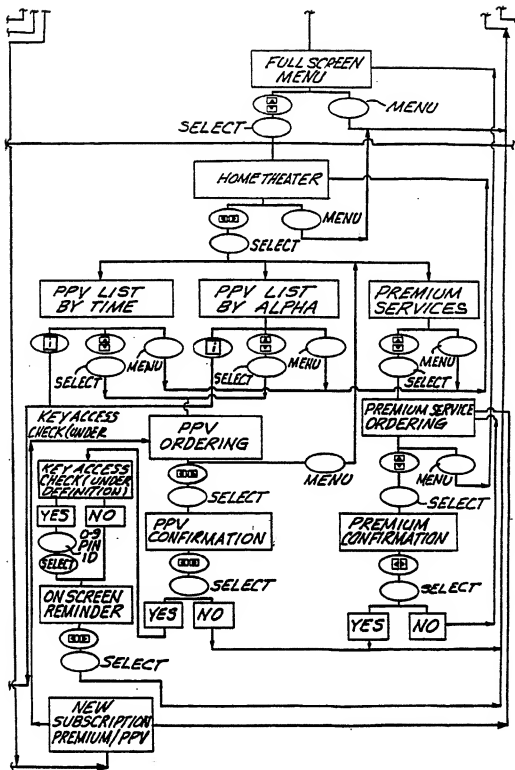 FULL SCREEN
MENU
SELECT
MENU
HOME THEATER
MENU
SELECT
PPV LIST
BY TIME
PPV LIST
BY ALPHA
PREMIUM
SERVICES
i
MENU
SELECT
i
MENU
SELECT
MENU
SELECT
KEY ACCESS
CHECK (UNDER
PPV
ORDERING
PREMIUM SERVICE
ORDERING
KEY ACCESS
CHECK (UNDER
DEFINITION)
MENU
MENU
SELECT
SELECT
YES
NO
0-9
PIN
ID
SELECT
PPV
CONFIRMATION
PREMIUM
CONFIRMATION
ON SCREEN
REMINDER
SELECT
SELECT
YES
NO
YES
NO
SELECT
NEW
SUBSCRIPTION
PREMIUM/PPV